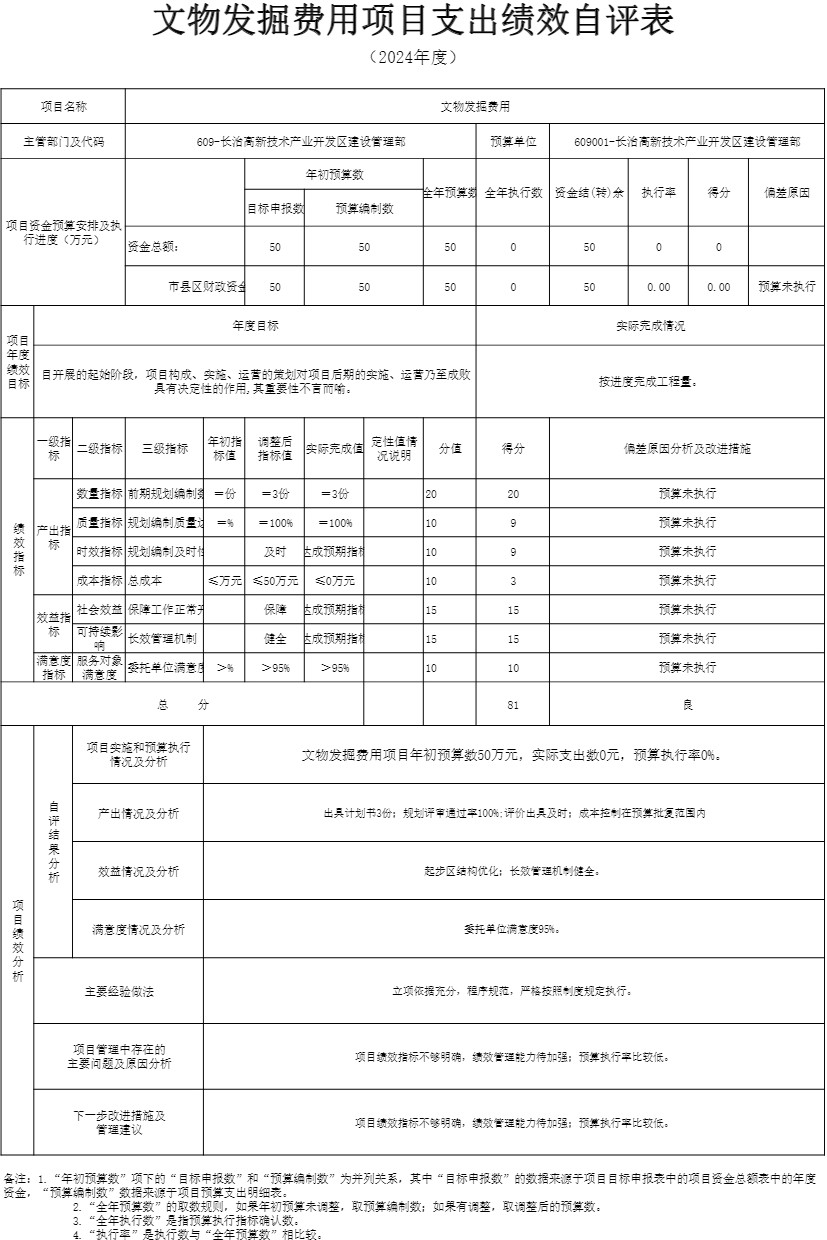 文物发掘费用项目支出绩效自评表
（2024年度）
项目名称 文物发掘费用
主管部门及代码 609-长治高新技术产业开发区建设管理部 预算单位 609001-长治高新技术产业开发区建设管理部
项目资金预算安排及执行进度（万元） 年初预算数 全年预算数 全年执行数 资金结(转)余 执行率 得分 偏差原因
目标申报数 预算编制数
资金总额: 50 50 50 0 50 0 0
市县区财政资金 50 50 50 0 50 0.00 0.00 预算未执行
项目年度绩效目标 年度目标 实际完成情况
目开展的起始阶段，项目构成、实施、运营的策划对项目后期的实施、运营乃至成败
具有决定性的作用,其重要性不言而喻。
按进度完成工程量。
绩效指标 一级指标 二级指标 三级指标 年初指标值 调整后指标值 实际完成值 定性值情况说明 分值 得分 偏差原因分析及改进措施
产出指标 数量指标 前期规划编制数 ＝份 ＝3份 ＝3份 20 20 预算未执行
质量指标 规划编制质量达 ＝% ＝100% ＝100% 10 9 预算未执行
时效指标 规划编制及时性 及时 达成预期指标 10 9 预算未执行
成本指标 总成本 ≤万元 ≤50万元 ≤0万元 10 3 预算未执行
效益指标 社会效益 保障工作正常开 保障 达成预期指标 15 15 预算未执行
可持续影响 长效管理机制 健全 达成预期指标 15 15 预算未执行
满意度指标 服务对象满意度 委托单位满意度 ＞% ＞95% ＞95% 10 10 预算未执行
总 分 81 良
项目绩效分析 自评结果分析 项目实施和预算执行情况及分析 文物发掘费用项目年初预算数50万元，实际支出数0元，预算执行率0%。
产出情况及分析 出具计划书3份；规划评审通过率100%;评价出具及时；成本控制在预算批复范围内
效益情况及分析 起步区结构优化；长效管理机制健全。
满意度情况及分析 委托单位满意度95%。
主要经验做法 立项依据充分，程序规范，严格按照制度规定执行。
项目管理中存在的主要问题及原因分析 项目绩效指标不够明确，绩效管理能力待加强；预算执行率比较低。
下一步改进措施及管理建议 项目绩效指标不够明确，绩效管理能力待加强；预算执行率比较低。
备注：1.“年初预算数”项下的“目标申报数”和“预算编制数”为并列关系，其中“目标申报数”的数据来源于项目目标申报表中的项目资金总额表中的年度
资金，“预算编制数”数据来源于项目预算支出明细表。
2.“全年预算数”的取数规则，如果年初预算未调整，取预算编制数；如果有调整，取调整后的预算数。
3.“全年执行数”是指预算执行指标确认数。
4.“执行率”是执行数与“全年预算数”相比较。